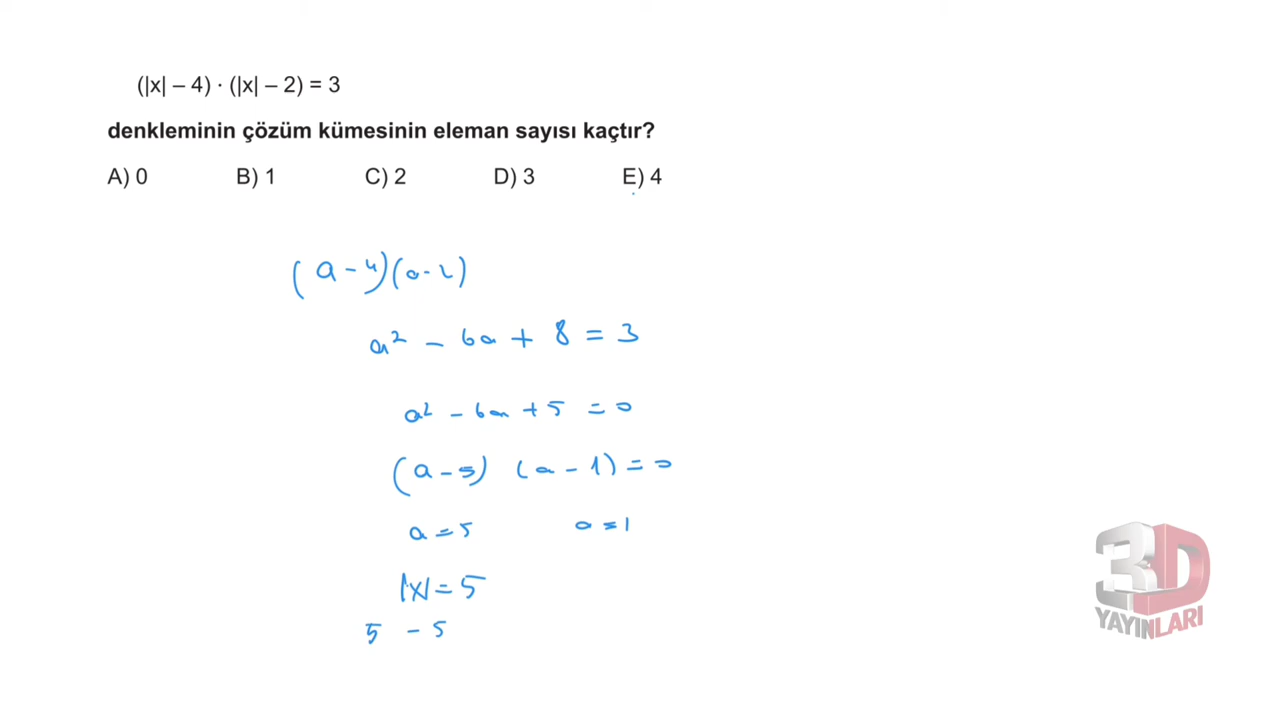 (|x| – 4) · (|x| – 2) = 3
denkleminin çözüm kümesinin eleman sayısı kaçtır?
A) 0 B) 1 C) 2 D) 3 E) 4
(a - 4)(a - 2)
a² - 6a + 8 = 3
a² - 6a + 5 = 0
(a - 5) (a - 1) = 0
a = 5 a = 1
|x| = 5
5 - 5
3D
YAYINLARI